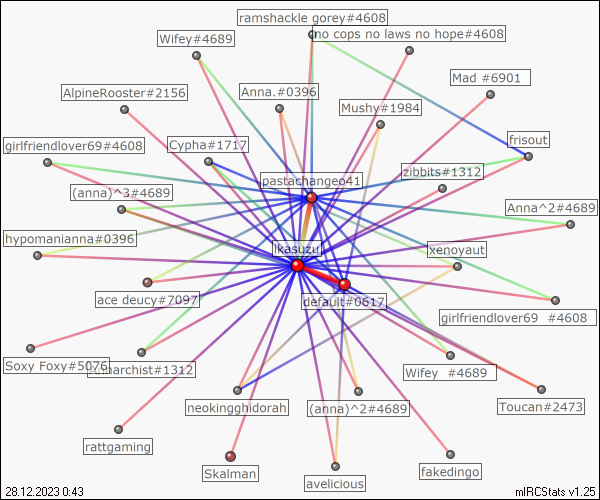 ramshackle gorey#4608
no cops no laws no hope#4608
Wifey#4689
Mad #6901
AlpineRooster#2156
Anna.#0396
Mushy#1984
girlfriendlover69#4608
Cypha#1717
frisout
zibbits#1312
pastachangeo41
(anna)^3#4689
Anna^2#4689
hypomanianna#0396
ikasuzu
xenoyaut
ace deucy#7097
default#0617
girlfriendlover69 #4608
Soxy Foxy#5076
#1312
Wifey #4689
neokingghidorah
(anna)^2#4689
Toucan#2473
rattgaming
Skalman
avelicious
fakedingo
28.12.2023 0:43
mIRCStats v1.25